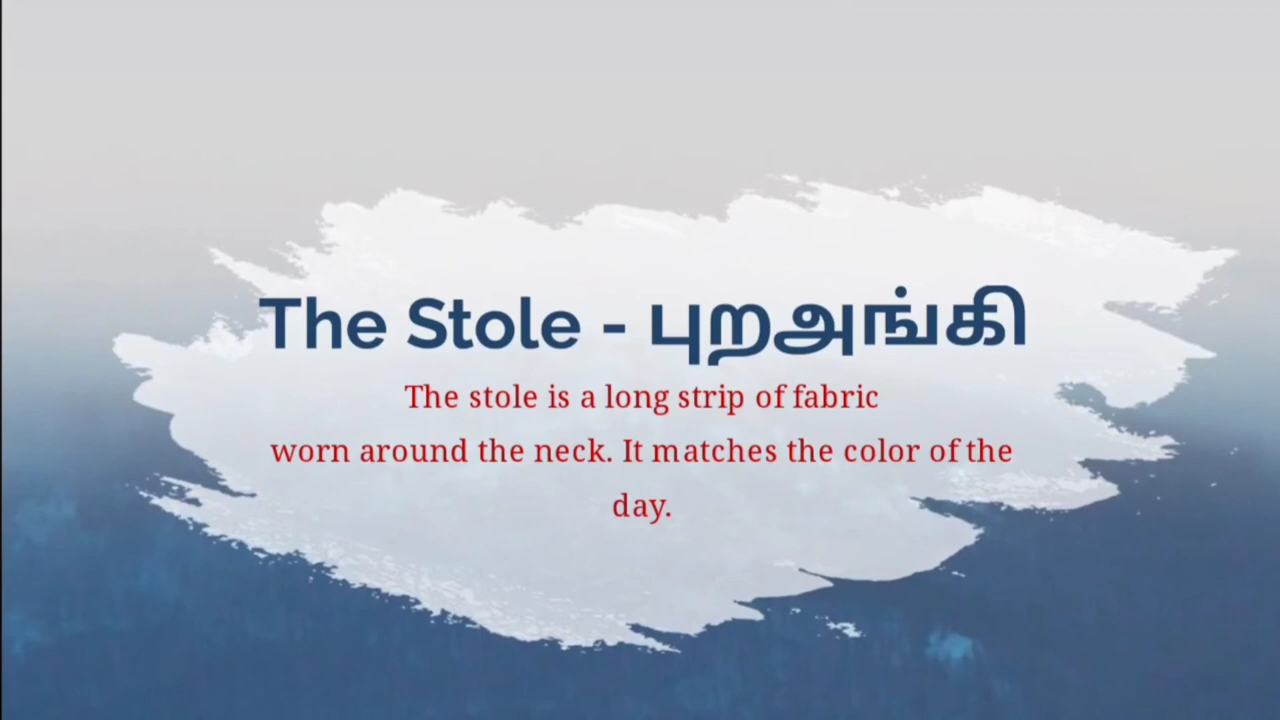 The Stole - புறஅங்கி
The stole is a long strip of fabric
worn around the neck. It matches the color of the
day.